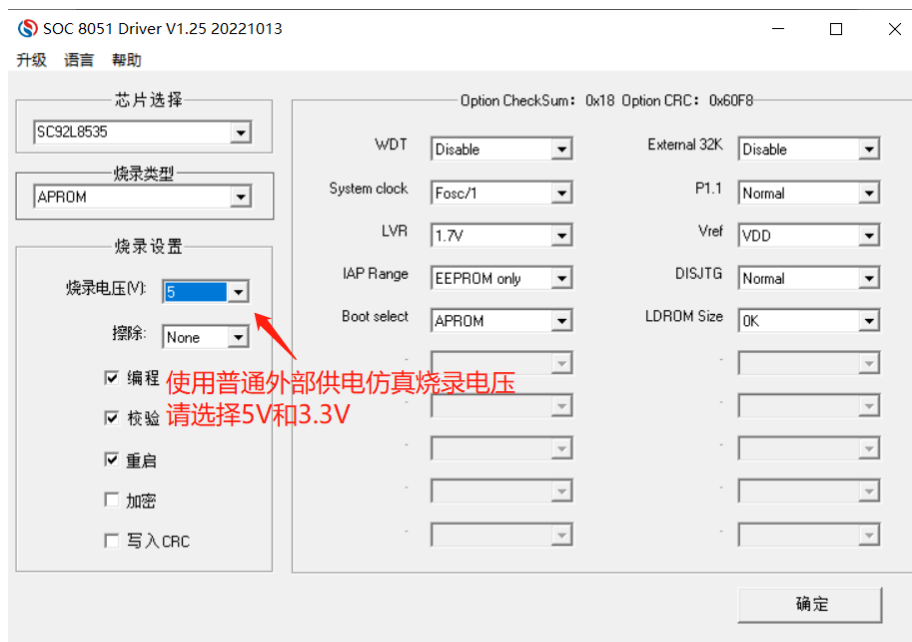 SOC 8051 Driver V1.25 20221013
升级 语言 帮助
芯片选择
SC92L8535
烧录类型
APROM
烧录设置
烧录电压(V): 5
擦除: None
编程
校验
重启
加密
写入CRC
使用普通外部供电仿真烧录电压
请选择5V和3.3V
Option CheckSum: 0x18 Option CRC: 0x60F8
WDT Disable External 32K Disable
System clock Fosc/1 P1.1 Normal
LVR 1.7V Vref VDD
IAP Range EEPROM only DISJTG Normal
Boot select APROM LDROM Size 0K
- -
- -
- -
- -
- -
确定